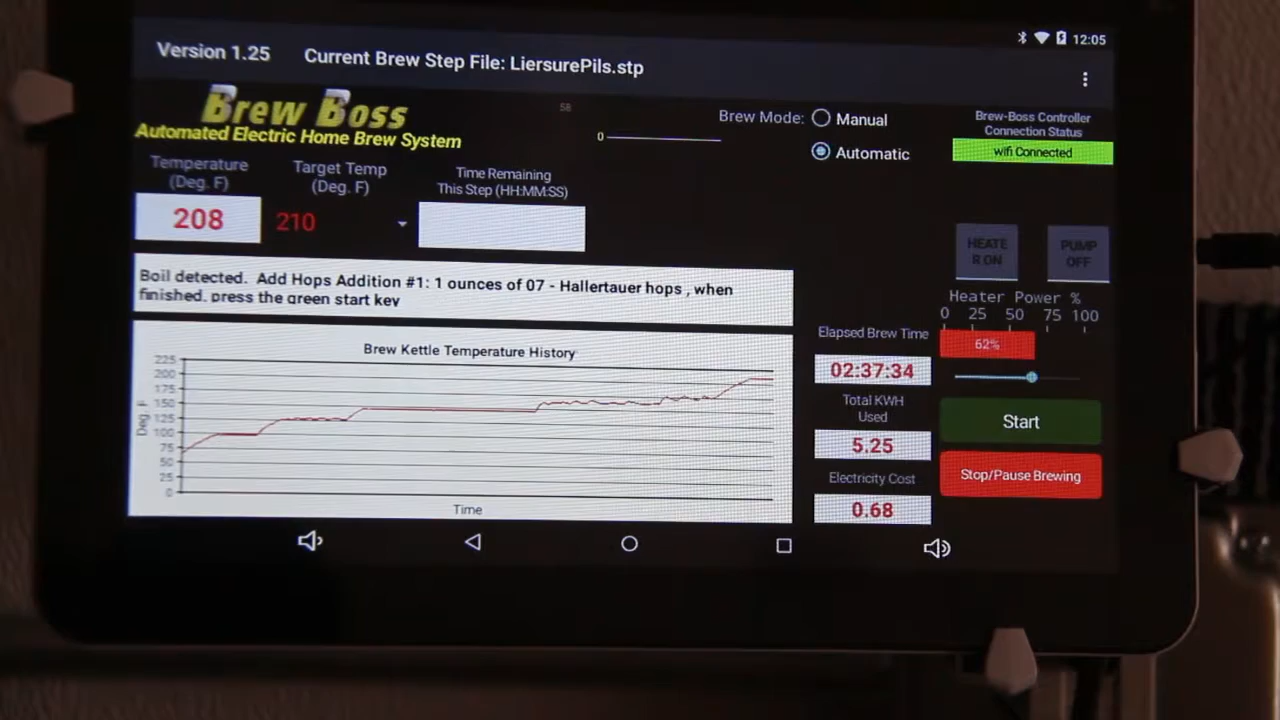 12:05
Version 1.25 Current Brew Step File: LiersurePils.stp
Brew Boss
Automated Electric Home Brew System
58
0
Brew Mode: Manual
Automatic
Brew-Boss Controller
Connection Status
wifi Connected
Temperature
(Deg. F)
208
Target Temp
(Deg. F)
210
Time Remaining
This Step (HH:MM:SS)
HEATE
R ON
PUMP
OFF
Boil detected. Add Hops Addition #1: 1 ounces of 07 - Hallertauer hops , when
finished, press the green start key
Heater Power %
0 25 50 75 100
62%
Brew Kettle Temperature History
225
200
175
150
125
100
75
50
25
0
Deg. F
Time
Elapsed Brew Time
02:37:34
Total KWH
Used
5.25
Electricity Cost
0.68
Start
Stop/Pause Brewing